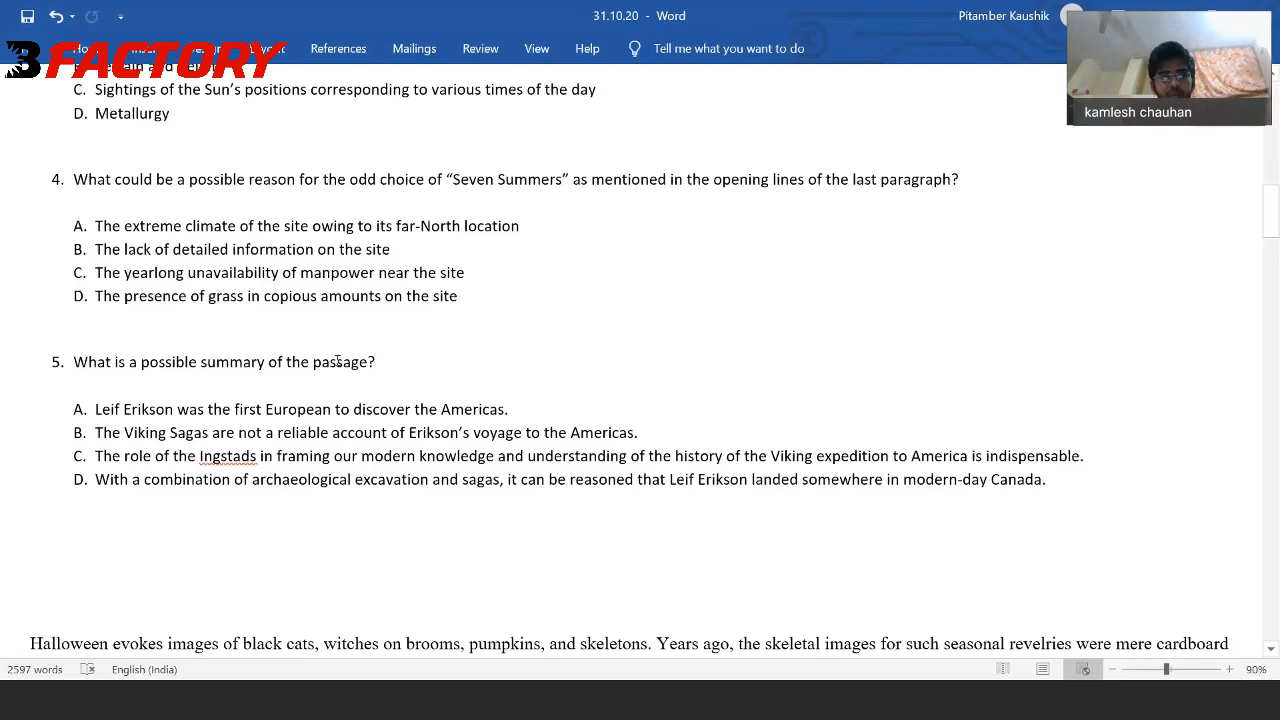 31.10.20 - Word
Pitamber Kaushik
References Mailings Review View Help Tell me what you want to do
3 FACTORY
kamlesh chauhan
C. Sightings of the Sun's positions corresponding to various times of the day
D. Metallurgy
4. What could be a possible reason for the odd choice of “Seven Summers” as mentioned in the opening lines of the last paragraph?
A. The extreme climate of the site owing to its far-North location
B. The lack of detailed information on the site
C. The yearlong unavailability of manpower near the site
D. The presence of grass in copious amounts on the site
5. What is a possible summary of the passage?
A. Leif Erikson was the first European to discover the Americas.
B. The Viking Sagas are not a reliable account of Erikson's voyage to the Americas.
C. The role of the Ingstads in framing our modern knowledge and understanding of the history of the Viking expedition to America is indispensable.
D. With a combination of archaeological excavation and sagas, it can be reasoned that Leif Erikson landed somewhere in modern-day Canada.
Halloween evokes images of black cats, witches on brooms, pumpkins, and skeletons. Years ago, the skeletal images for such seasonal revelries were mere cardboard
2597 words English (India) 90%